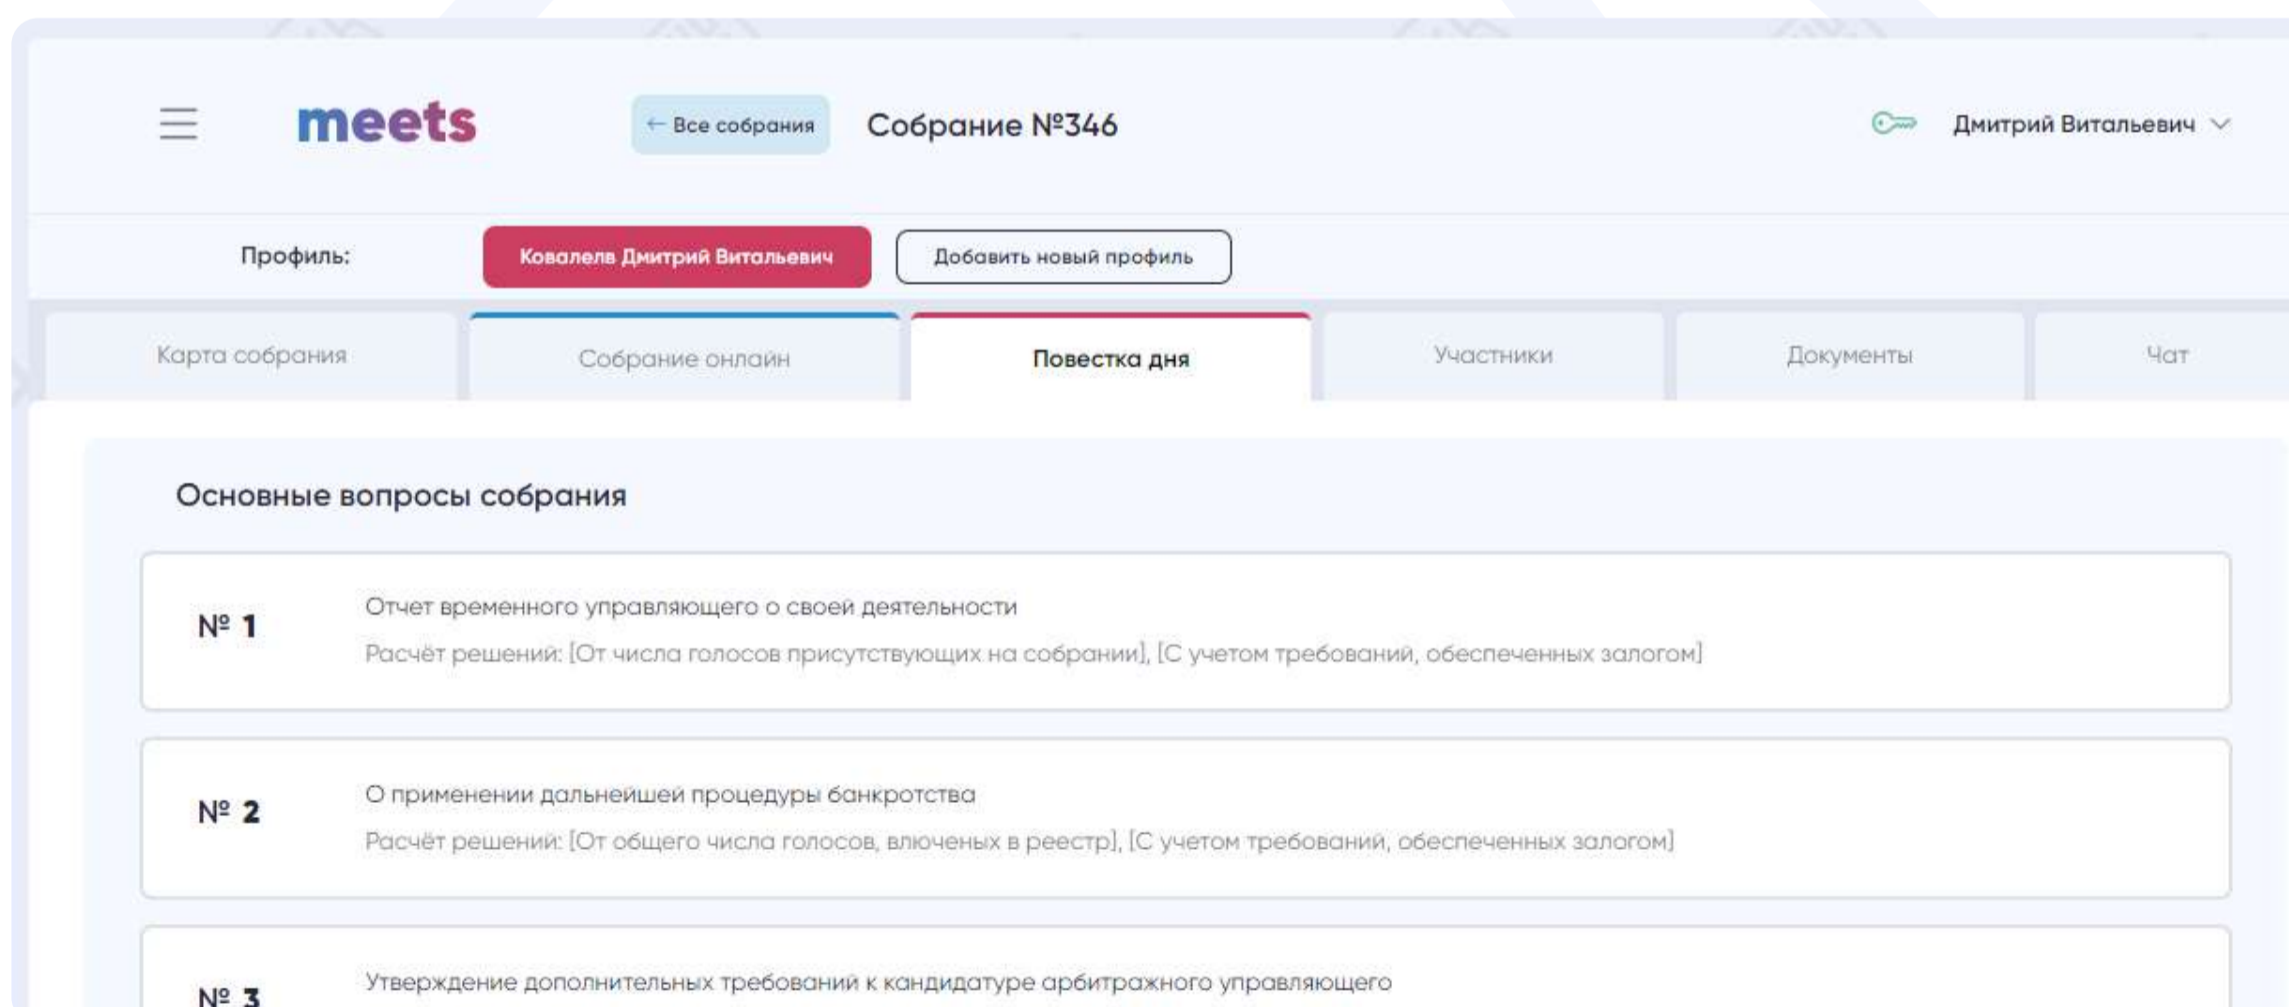 meets
← Все собрания
Собрание №346
Дмитрий Витальевич
Профиль:
Ковалелв Дмитрий Витальевич
Добавить новый профиль
Карта собрания
Собрание онлайн
Повестка дня
Участники
Документы
Чат
Основные вопросы собрания
№ 1
Отчет временного управляющего о своей деятельности
Расчёт решений: [От числа голосов присутствующих на собрании], [С учетом требований, обеспеченных залогом]
№ 2
О применении дальнейшей процедуры банкротства
Расчёт решений: [От общего числа голосов, влюченых в реестр], [С учетом требований, обеспеченных залогом]
№ 3
Утверждение дополнительных требований к кандидатуре арбитражного управляющего